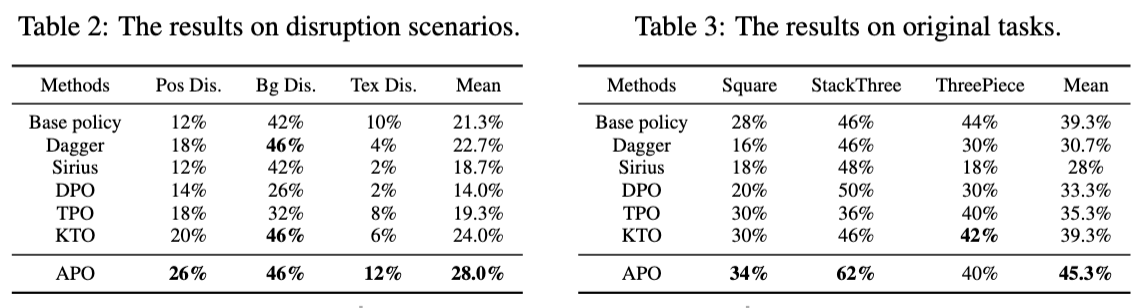 Table 2: The results on disruption scenarios.
Methods Pos Dis. Bg Dis. Tex Dis. Mean
Base policy 12% 42% 10% 21.3%
Dagger 18% 46% 4% 22.7%
Sirius 12% 42% 2% 18.7%
DPO 14% 26% 2% 14.0%
TPO 18% 32% 8% 19.3%
KTO 20% 46% 6% 24.0%
APO 26% 46% 12% 28.0%
Table 3: The results on original tasks.
Methods Square StackThree ThreePiece Mean
Base policy 28% 46% 44% 39.3%
Dagger 16% 46% 30% 30.7%
Sirius 18% 48% 18% 28%
DPO 20% 50% 30% 33.3%
TPO 30% 36% 40% 35.3%
KTO 30% 46% 42% 39.3%
APO 34% 62% 40% 45.3%